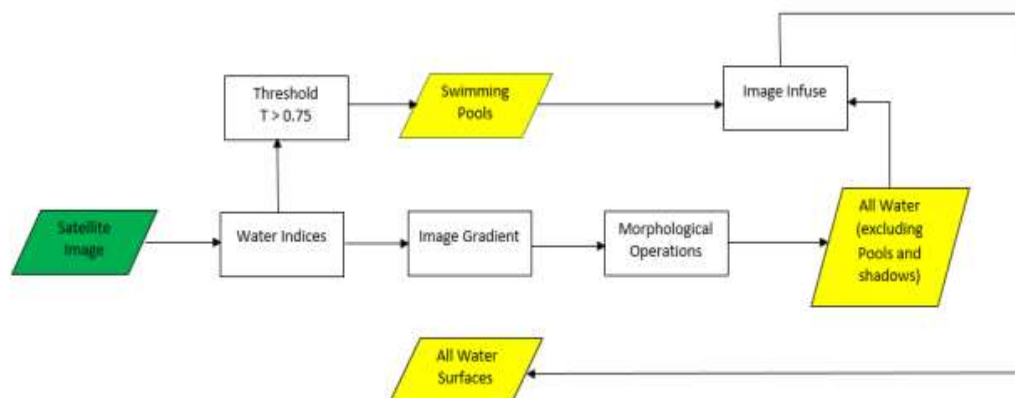 Threshold
T > 0.75
Swimming
Pools
Image Infuse
Satellite
Image
Water Indices
Image Gradient
Morphological
Operations
All Water
(excluding
Pools and
shadows)
All Water
Surfaces